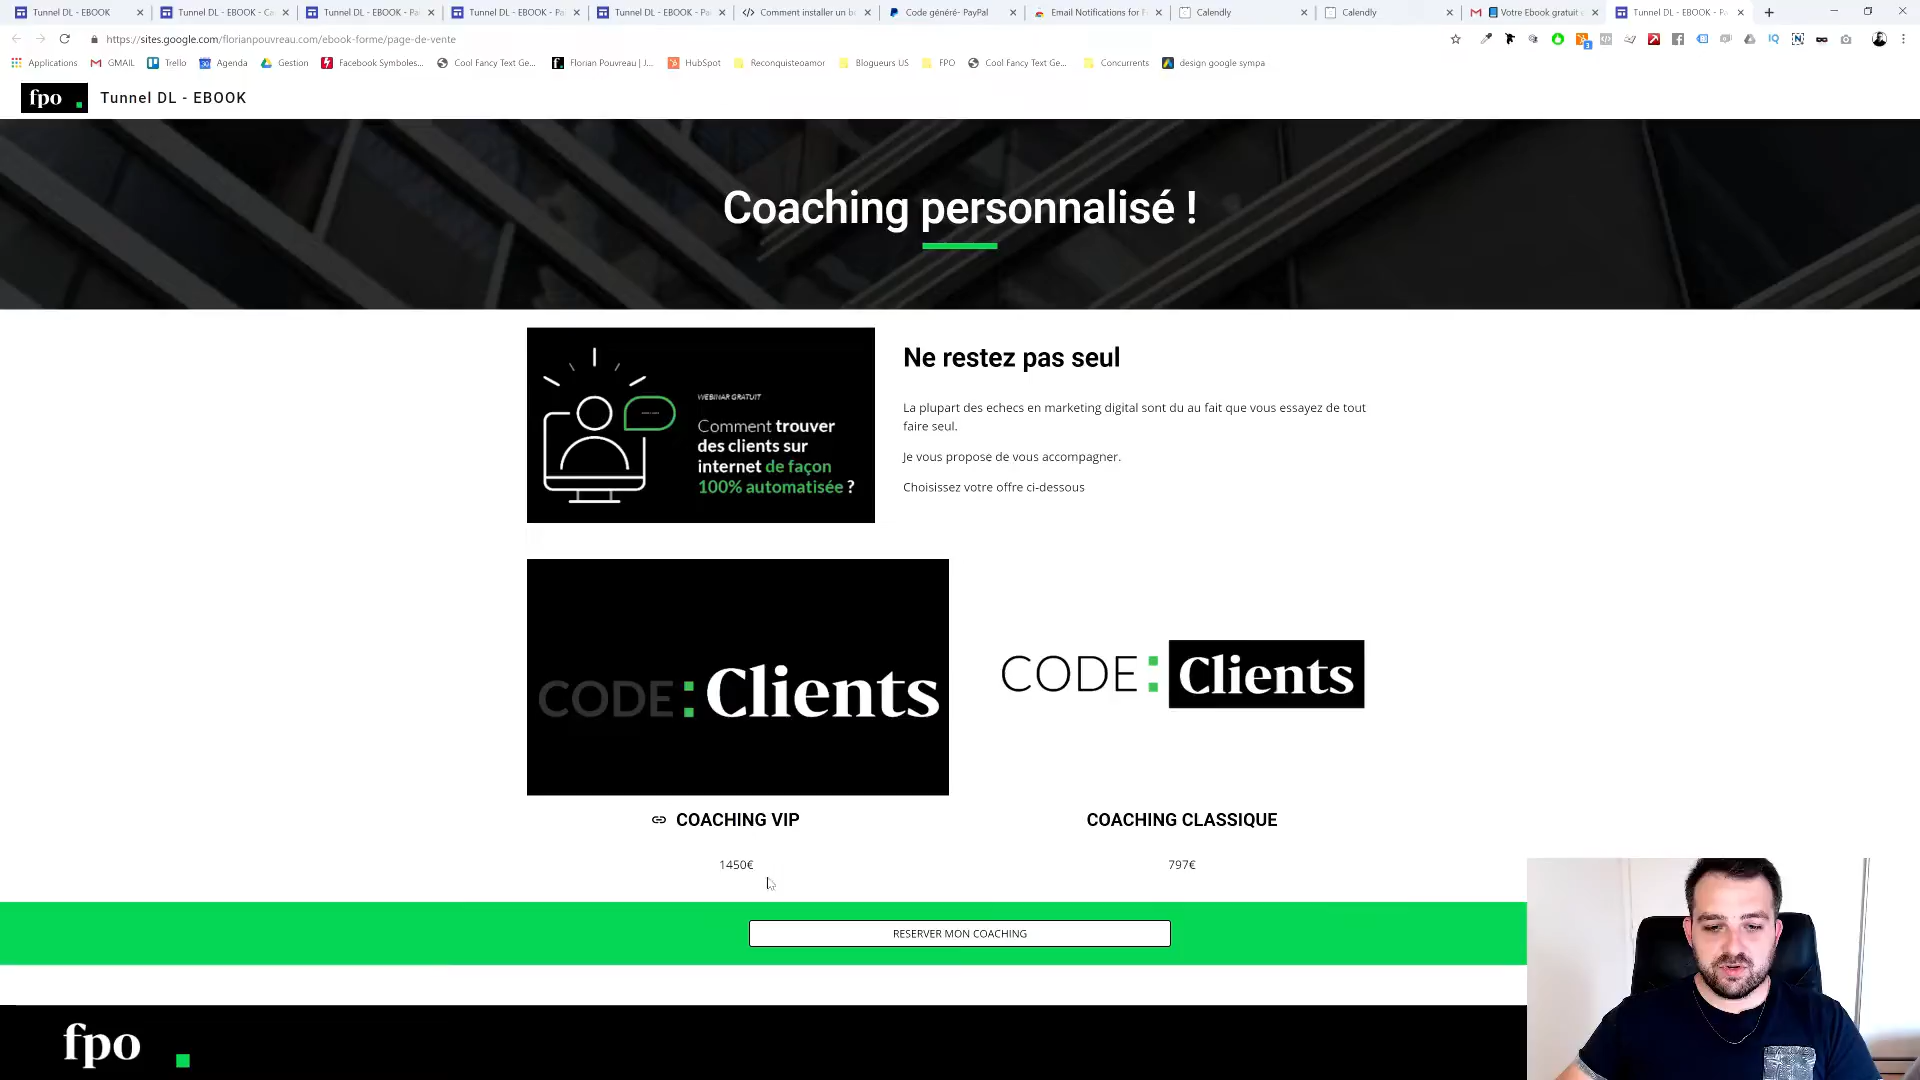 Tunnel DL - EBOOK
Tunnel DL - EBOOK - Ca
Tunnel DL - EBOOK - Pa
Tunnel DL - EBOOK - Pa
Tunnel DL - EBOOK - Pa
Comment installer un bo
Code généré- PayPal
Email Notifications for F
Calendly
Calendly
Votre Ebook gratuit
Tunnel DL - EBOOK - Pa
https://sites.google.com/florianpouvreau.com/ebook-forme/page-de-vente
Applications
GMAIL
Trello
Agenda
Gestion
Facebook Symboles...
Cool Fancy Text Ge...
Florian Pouvreau | J...
HubSpot
Reconquisteoamor
Blogueurs US
FPO
Cool Fancy Text Ge...
Concurrents
design google sympa
fpo
Tunnel DL - EBOOK
Coaching personnalisé !
WEBINAR GRATUIT
Comment trouver
des clients sur
internet de façon
100% automatisée ?
Ne restez pas seul
La plupart des echecs en marketing digital sont du au fait que vous essayez de tout
faire seul.
Je vous propose de vous accompagner.
Choisissez votre offre ci-dessous
CODE:Clients
CODE:Clients
COACHING VIP
COACHING CLASSIQUE
1450€
797€
RESERVER MON COACHING
fpo